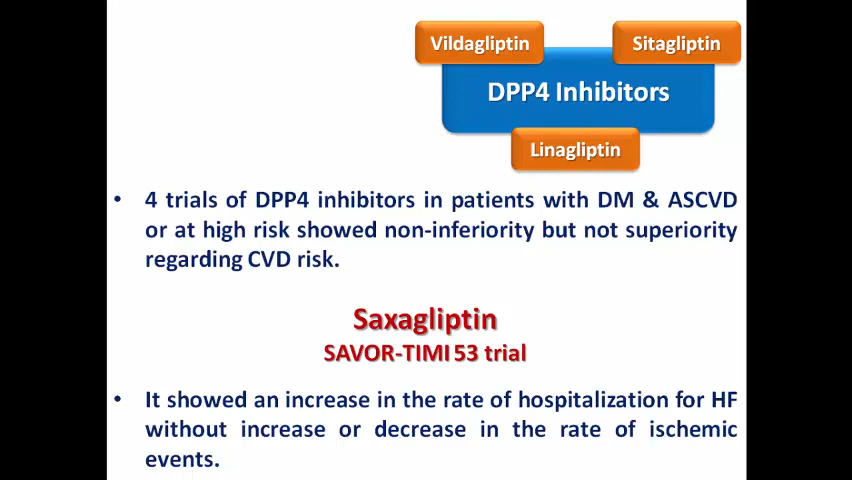 Vildagliptin
Sitagliptin
DPP4 Inhibitors
Linagliptin
• 4 trials of DPP4 inhibitors in patients with DM & ASCVD
or at high risk showed non-inferiority but not superiority
regarding CVD risk.
Saxagliptin
SAVOR-TIMI 53 trial
• It showed an increase in the rate of hospitalization for HF
without increase or decrease in the rate of ischemic
events.